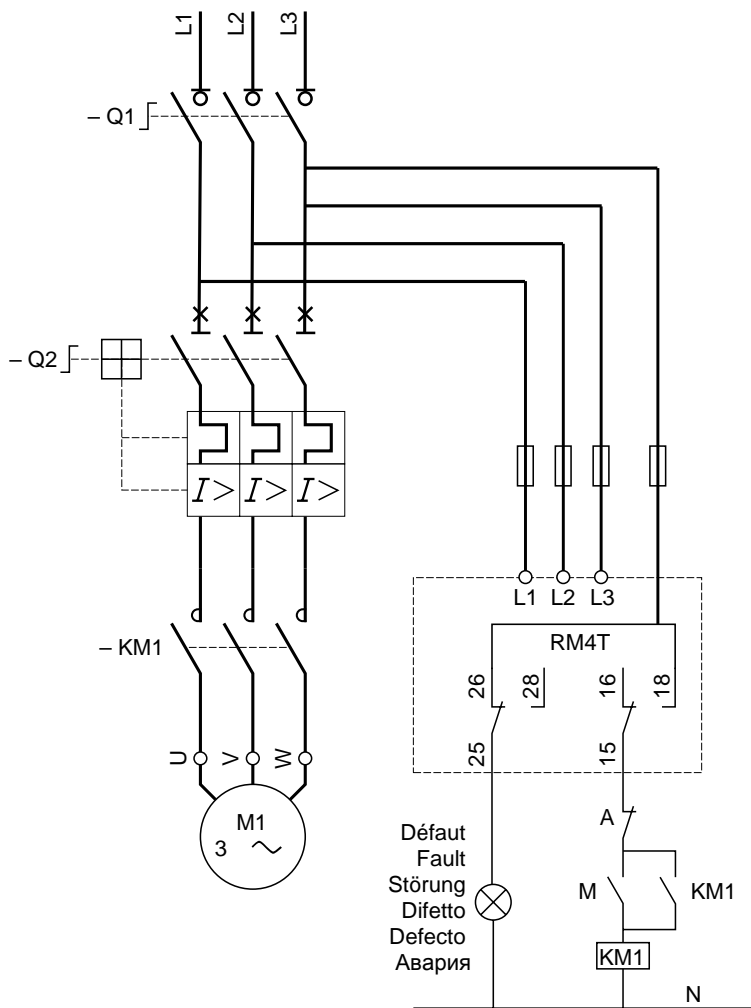 L1
L2
L3
– Q1
– Q2
I > I > I >
L1 L2 L3
RM4T
– KM1
26
28
16
18
25
15
U
V
W
M1
3
A
Défaut
Fault
Störung
Difetto
Defecto
Авария
M
KM1
KM1
N